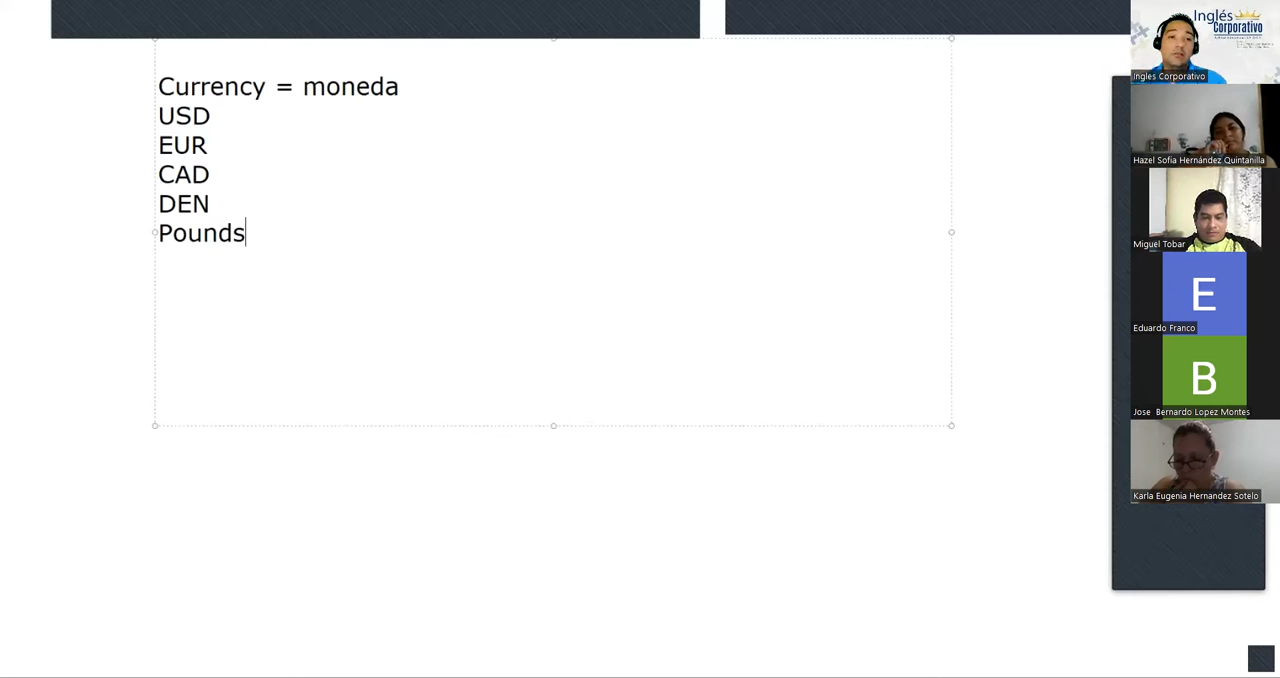 Currency = moneda
USD
EUR
CAD
DEN
Pounds
Inglés
Corporativo
Ingles Corporativo
Hazel Sofia Hernández Quintanilla
Miguel Tobar
E
Eduardo Franco
B
Jose Bernardo Lopez Montes
Karla Eugenia Hernandez Sotelo